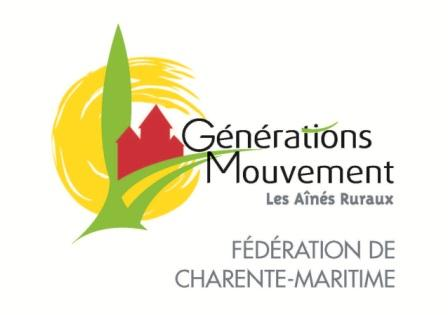 Générations
Mouvement
Les Aînés Ruraux
FÉDÉRATION DE
CHARENTE-MARITIME